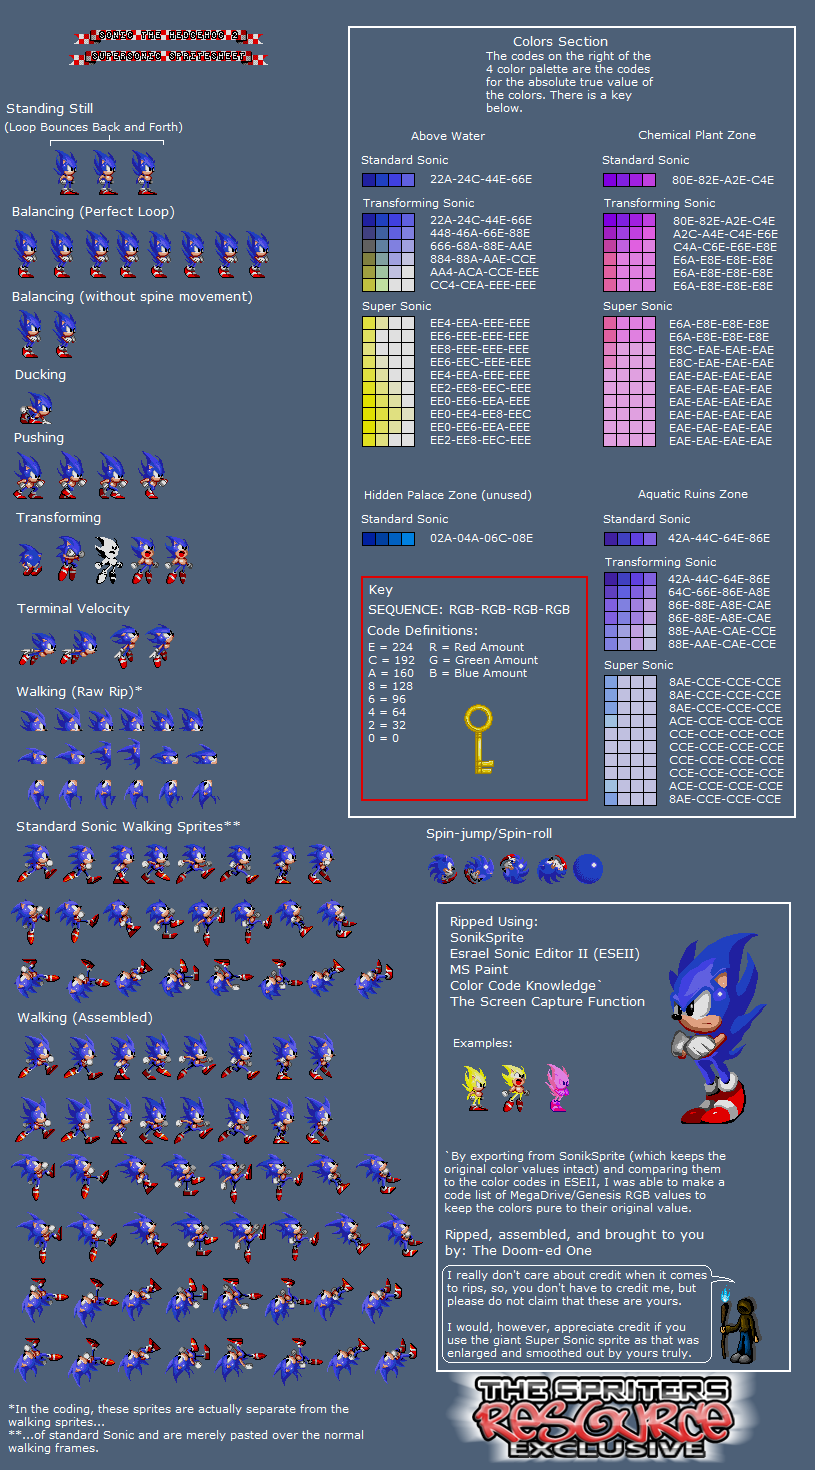 SONIC THE HEDGEHOG 2
SUPERSONIC SPRITESHEET
Standing Still
(Loop Bounces Back and Forth)
Balancing (Perfect Loop)
Balancing (without spine movement)
Ducking
Pushing
Transforming
Terminal Velocity
Walking (Raw Rip)*
Standard Sonic Walking Sprites**
Walking (Assembled)
*In the coding, these sprites are actually separate from the
walking sprites...
**...of standard Sonic and are merely pasted over the normal
walking frames.
Colors Section
The codes on the right of the
4 color palette are the codes
for the absolute true value of
the colors. There is a key
below.
Above Water
Standard Sonic
22A-24C-44E-66E
Transforming Sonic
22A-24C-44E-66E
448-46A-66E-88E
666-68A-88E-AAE
884-88A-AAE-CCE
AA4-ACA-CCE-EEE
CC4-CEA-EEE-EEE
Super Sonic
EE4-EEA-EEE-EEE
EE6-EEE-EEE-EEE
EE8-EEE-EEE-EEE
EE6-EEC-EEE-EEE
EE4-EEA-EEE-EEE
EE2-EE8-EEC-EEE
EE0-EE6-EEA-EEE
EE0-EE4-EE8-EEC
EE0-EE6-EEA-EEE
EE2-EE8-EEC-EEE
Chemical Plant Zone
Standard Sonic
80E-82E-A2E-C4E
Transforming Sonic
80E-82E-A2E-C4E
A2C-A4E-C4E-E6E
C4A-C6E-E6E-E8E
E6A-E8E-E8E-E8E
E6A-E8E-E8E-E8E
E6A-E8E-E8E-E8E
Super Sonic
E6A-E8E-E8E-E8E
E6A-E8E-E8E-E8E
E8C-EAE-EAE-EAE
E8C-EAE-EAE-EAE
EAE-EAE-EAE-EAE
EAE-EAE-EAE-EAE
EAE-EAE-EAE-EAE
EAE-EAE-EAE-EAE
EAE-EAE-EAE-EAE
EAE-EAE-EAE-EAE
Hidden Palace Zone (unused)
Standard Sonic
02A-04A-06C-08E
Key
SEQUENCE: RGB-RGB-RGB-RGB
Code Definitions:
E = 224 R = Red Amount
C = 192 G = Green Amount
A = 160 B = Blue Amount
8 = 128
6 = 96
4 = 64
2 = 32
0 = 0
Aquatic Ruins Zone
Standard Sonic
42A-44C-64E-86E
Transforming Sonic
42A-44C-64E-86E
64C-66E-86E-A8E
86E-88E-A8E-CAE
86E-88E-A8E-CAE
88E-AAE-CAE-CCE
88E-AAE-CAE-CCE
Super Sonic
8AE-CCE-CCE-CCE
8AE-CCE-CCE-CCE
8AE-CCE-CCE-CCE
ACE-CCE-CCE-CCE
CCE-CCE-CCE-CCE
CCE-CCE-CCE-CCE
CCE-CCE-CCE-CCE
CCE-CCE-CCE-CCE
ACE-CCE-CCE-CCE
8AE-CCE-CCE-CCE
Spin-jump/Spin-roll
Ripped Using:
SonikSprite
Esrael Sonic Editor II (ESEII)
MS Paint
Color Code Knowledge`
The Screen Capture Function
Examples:
`By exporting from SonikSprite (which keeps the
original color values intact) and comparing them
to the color codes in ESEII, I was able to make a
code list of MegaDrive/Genesis RGB values to
keep the colors pure to their original value.
Ripped, assembled, and brought to you
by: The Doom-ed One
I really don't care about credit when it comes
to rips, so, you don't have to credit me, but
please do not claim that these are yours.
I would, however, appreciate credit if you
use the giant Super Sonic sprite as that was
enlarged and smoothed out by yours truly.
THE SPRITERS
RESOURCE
EXCLUSIVE